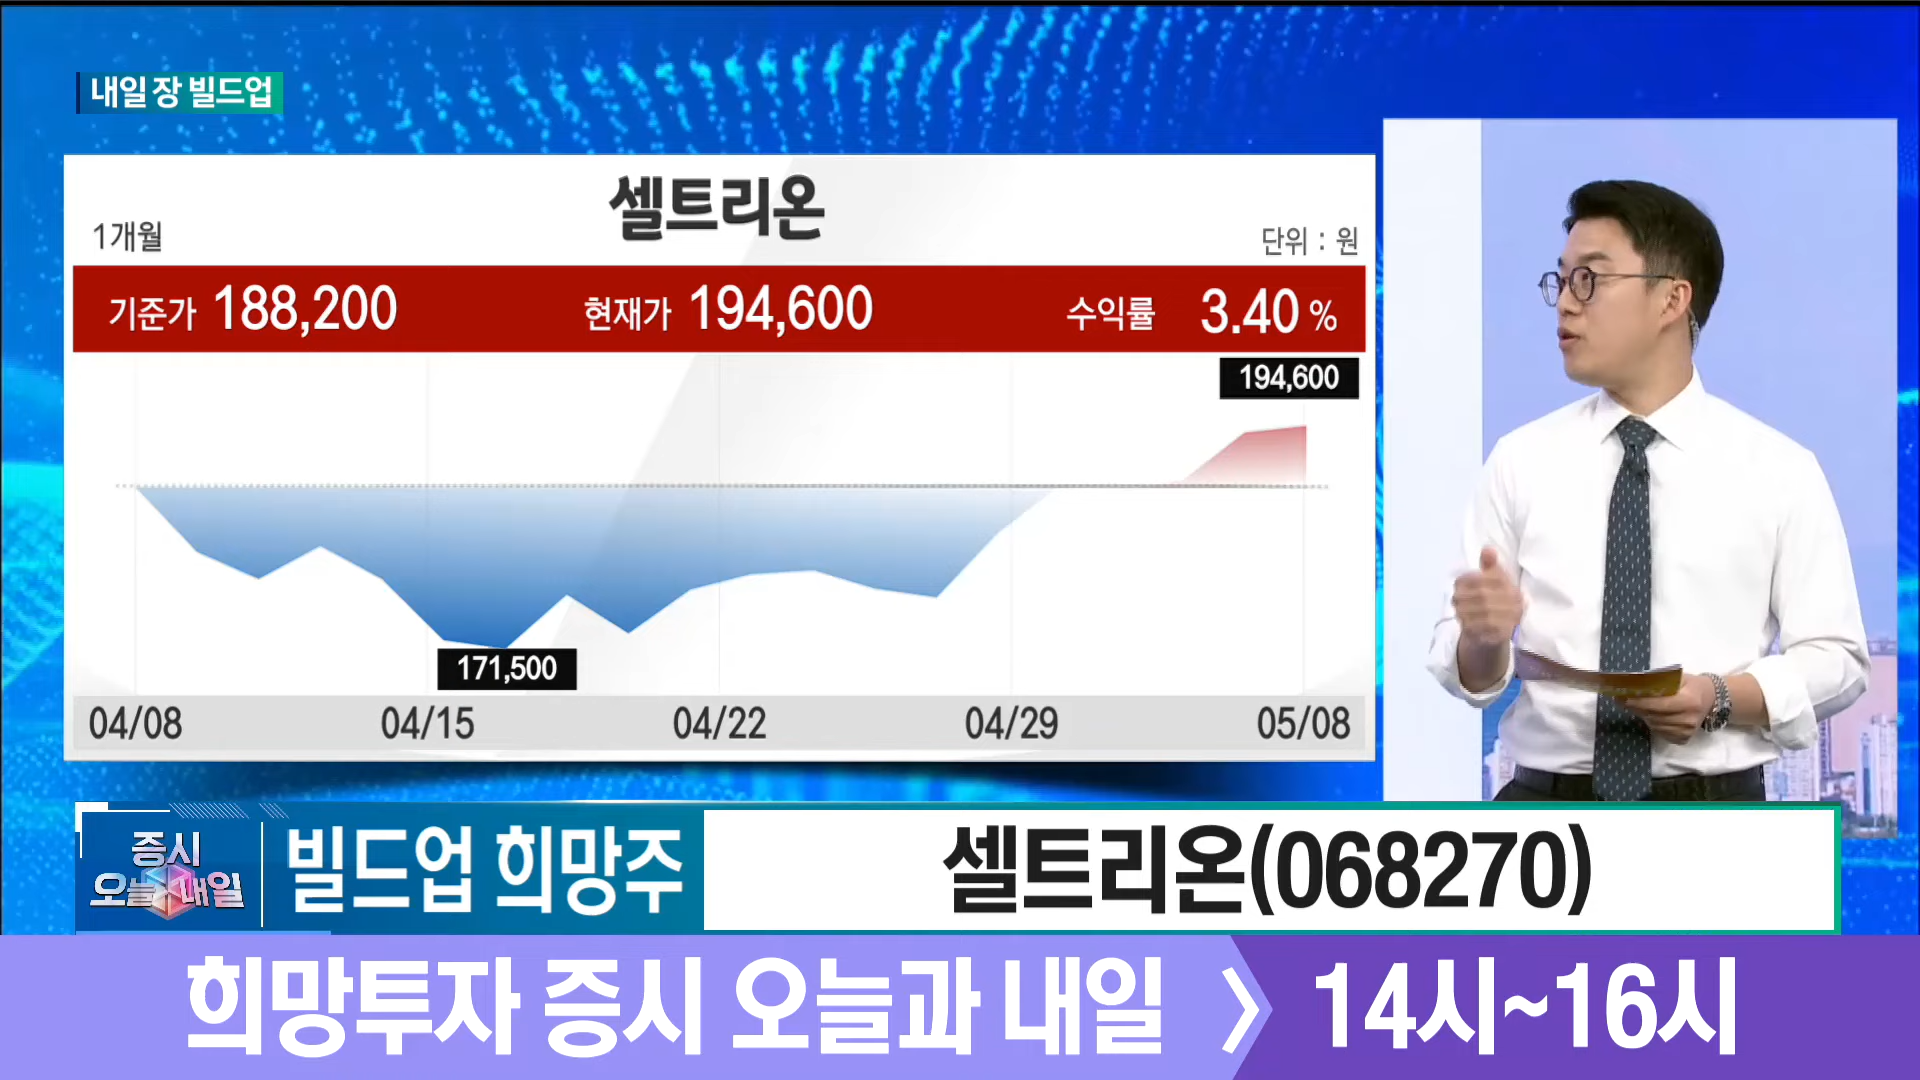 내일 장 빌드업
셀트리온
1개월
단위 : 원
기준가 188,200 현재가 194,600 수익률 3.40 %
194,600
171,500
04/08 04/15 04/22 04/29 05/08
증시
오늘 내일
빌드업 희망주
셀트리온(068270)
희망투자 증시 오늘과 내일 > 14시~16시